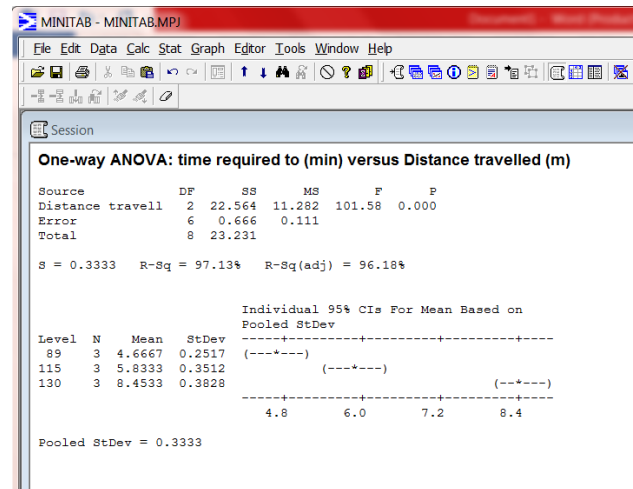 Document1 - Word (Produc
MINITAB - MINITAB.MPJ
File Edit Data Calc Stat Graph Editor Tools Window Help
Session
One-way ANOVA: time required to (min) versus Distance travelled (m)
Source DF SS MS F P
Distance travell 2 22.564 11.282 101.58 0.000
Error 6 0.666 0.111
Total 8 23.231
S = 0.3333 R-Sq = 97.13% R-Sq(adj) = 96.18%
Individual 95% CIs For Mean Based on
Pooled StDev
Level N Mean StDev -----+---------+---------+---------+----
89 3 4.6667 0.2517 (---*---)
115 3 5.8333 0.3512 (---*---)
130 3 8.4533 0.3828 (--*---)
-----+---------+---------+---------+----
4.8 6.0 7.2 8.4
Pooled StDev = 0.3333